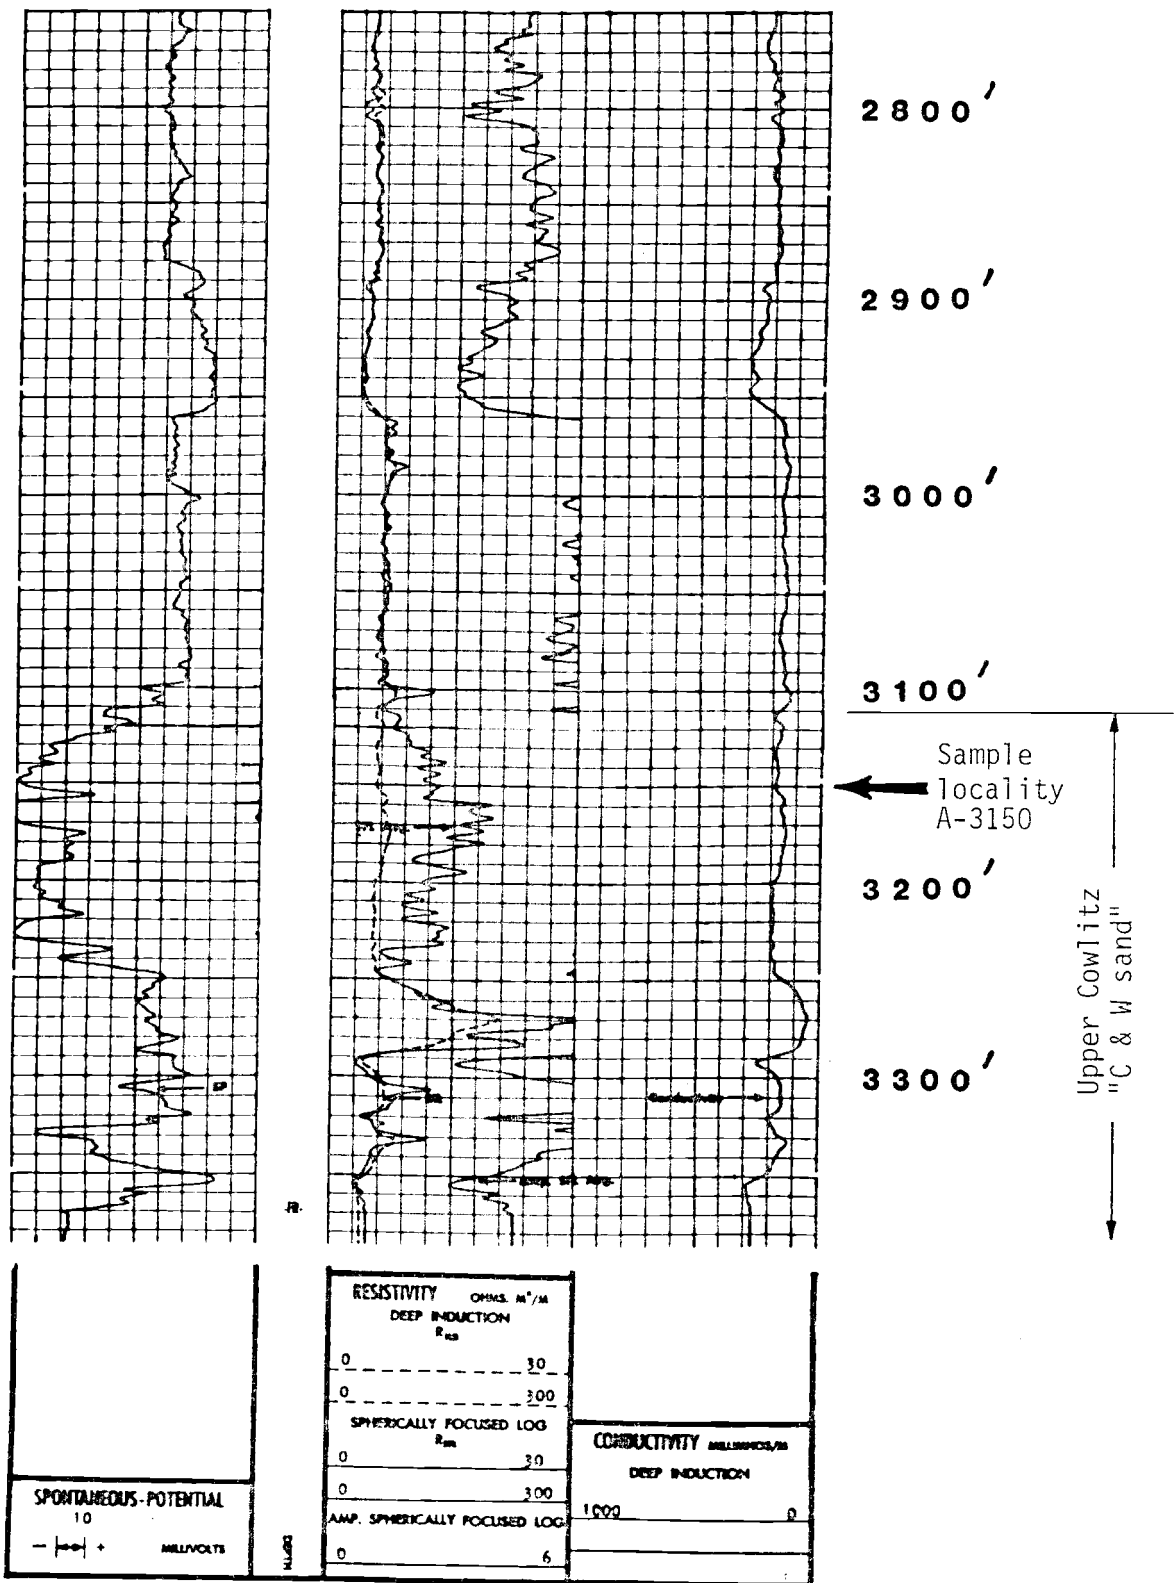 2800'
2900'
3000'
3100'
Sample
locality
A-3150
3200'
Upper Cowlitz
"C & W sand"
3300'
SP
Conductivity
RESISTIVITY OHMS. M²/M
DEEP INDUCTION
0 30
0 300
SPHERICALLY FOCUSED LOG
0 30
0 300
AMP. SPHERICALLY FOCUSED LOG
0 6
CONDUCTIVITY MILLIMHOS/M
DEEP INDUCTION
1000 0
SPONTANEOUS-POTENTIAL
10
- + MILLIVOLTS
DEPTH